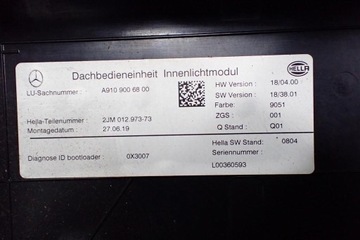 Dachbedieneinheit Innenlichtmodul
HELLA
LU-Sachnummer: A910 900 68 00
HW Version : 18/04.00
SW Version : 18/38.01
Farbe: 9051
ZGS : 001
Q Stand : Q01
Hella-Teilenummer : 2JM 012.973-73
Montagedatum : 27.06.19
Hella SW Stand: 0804
Seriennummer:
L00360593
Diagnose ID bootloader : 0X3007